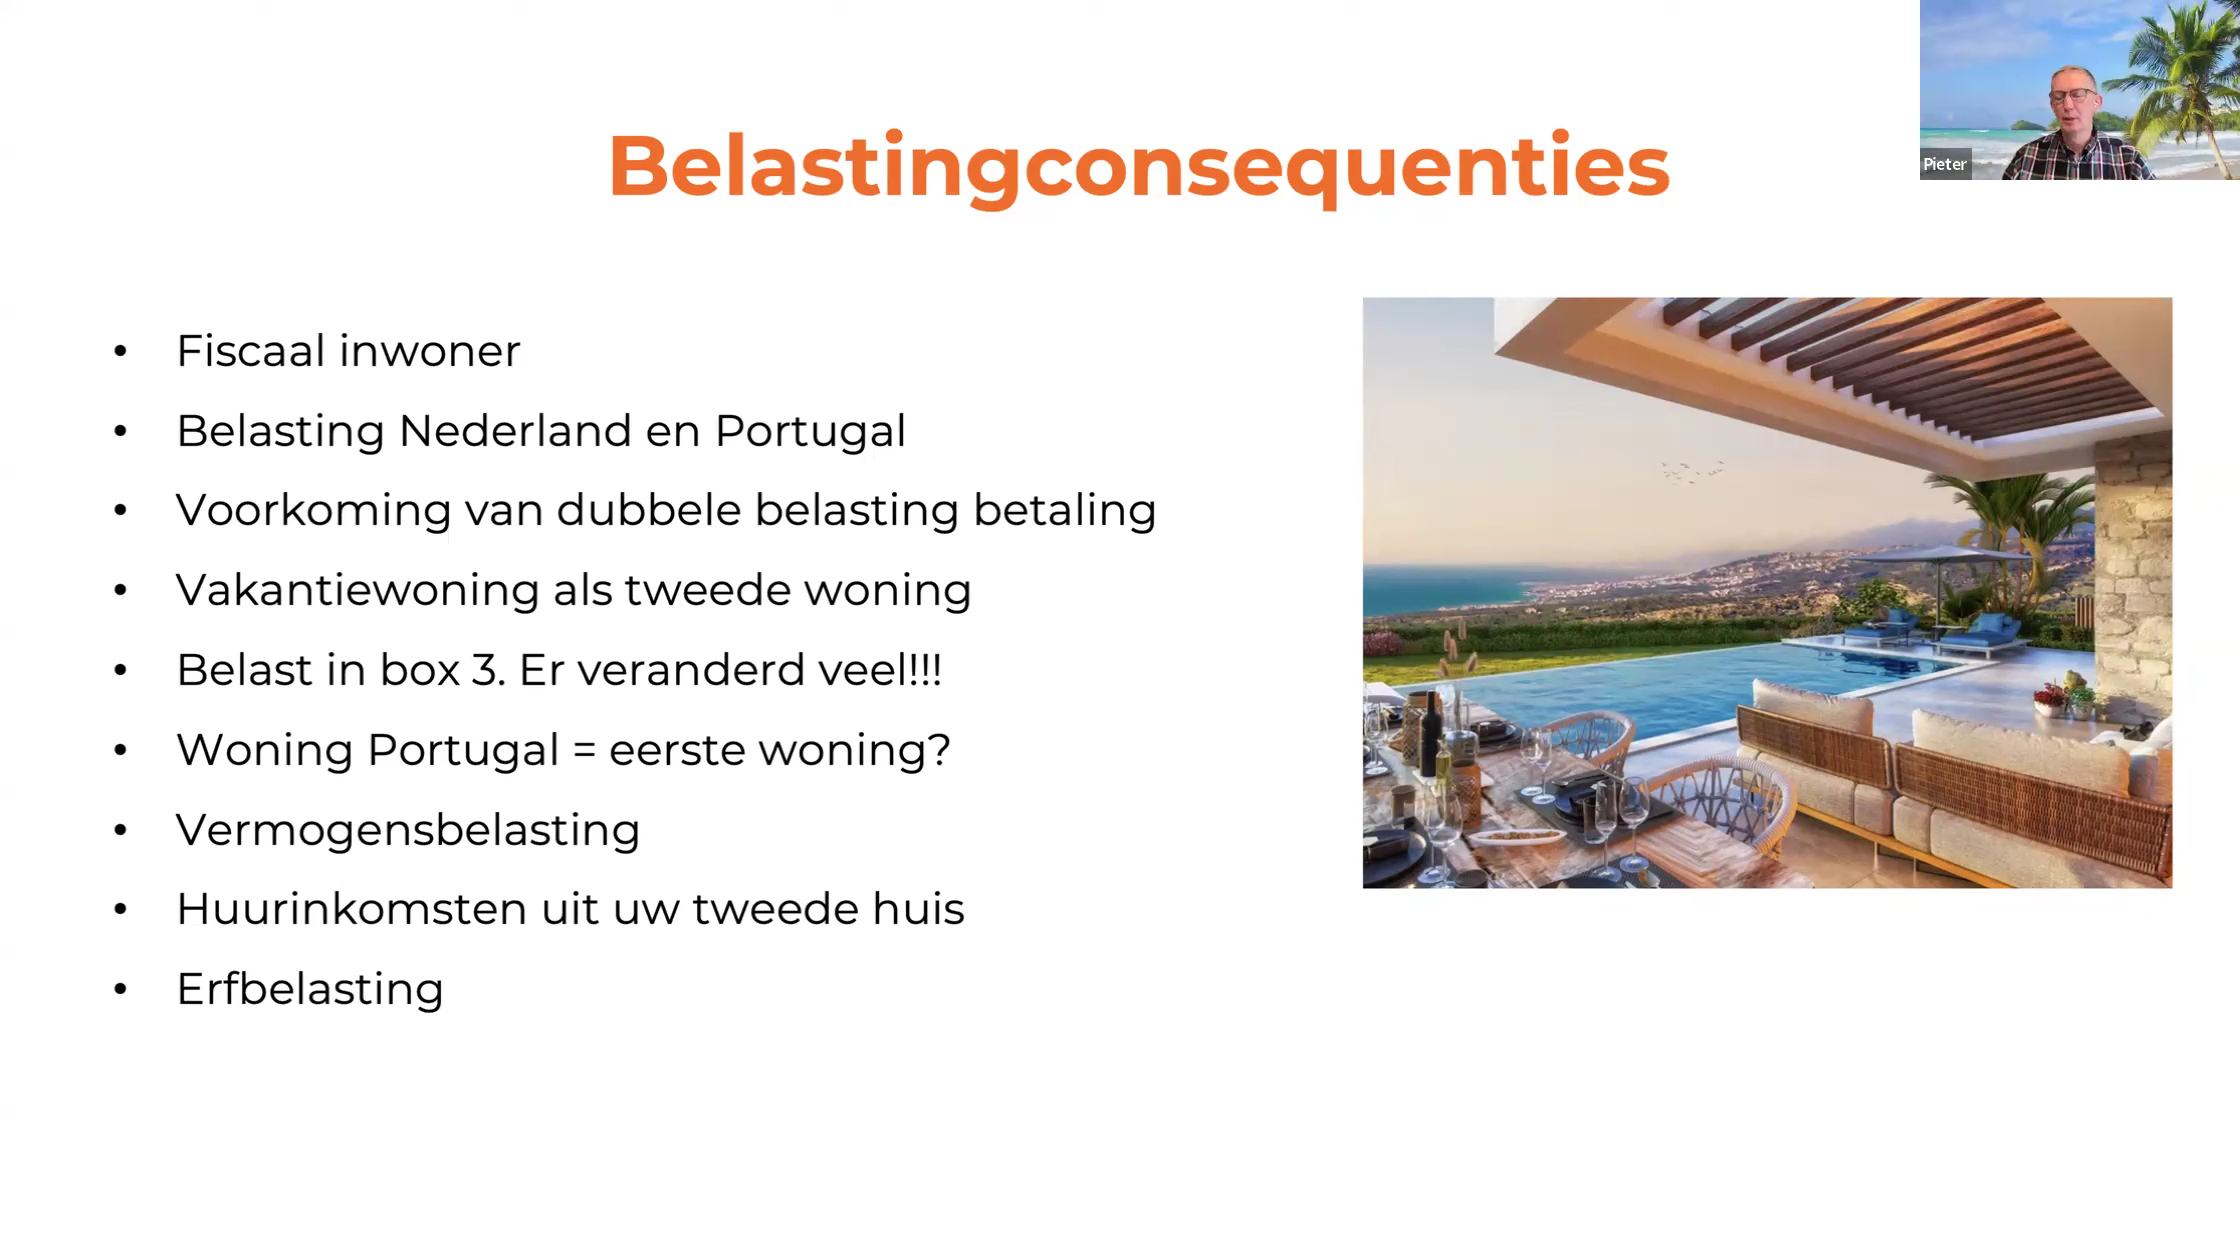 Belastingconsequenties
Pieter
• Fiscaal inwoner
• Belasting Nederland en Portugal
• Voorkoming van dubbele belasting betaling
• Vakantiewoning als tweede woning
• Belast in box 3. Er veranderd veel!!!
• Woning Portugal = eerste woning?
• Vermogensbelasting
• Huurinkomsten uit uw tweede huis
• Erfbelasting